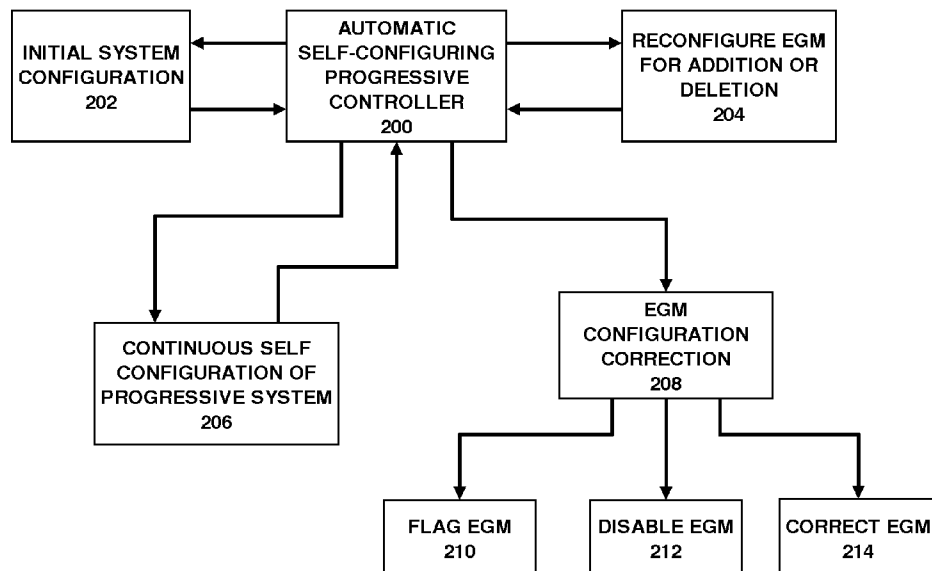 INITIAL SYSTEM
CONFIGURATION
202
AUTOMATIC
SELF-CONFIGURING
PROGRESSIVE
CONTROLLER
200
RECONFIGURE EGM
FOR ADDITION OR
DELETION
204
CONTINUOUS SELF
CONFIGURATION OF
PROGRESSIVE SYSTEM
206
EGM
CONFIGURATION
CORRECTION
208
FLAG EGM
210
DISABLE EGM
212
CORRECT EGM
214